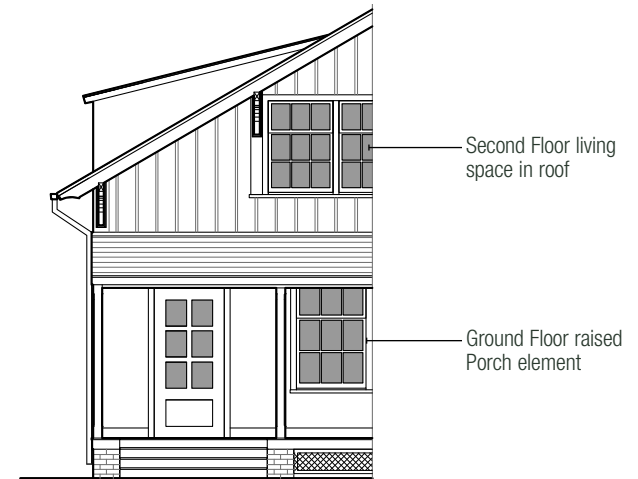 Second Floor living
space in roof
Ground Floor raised
Porch element